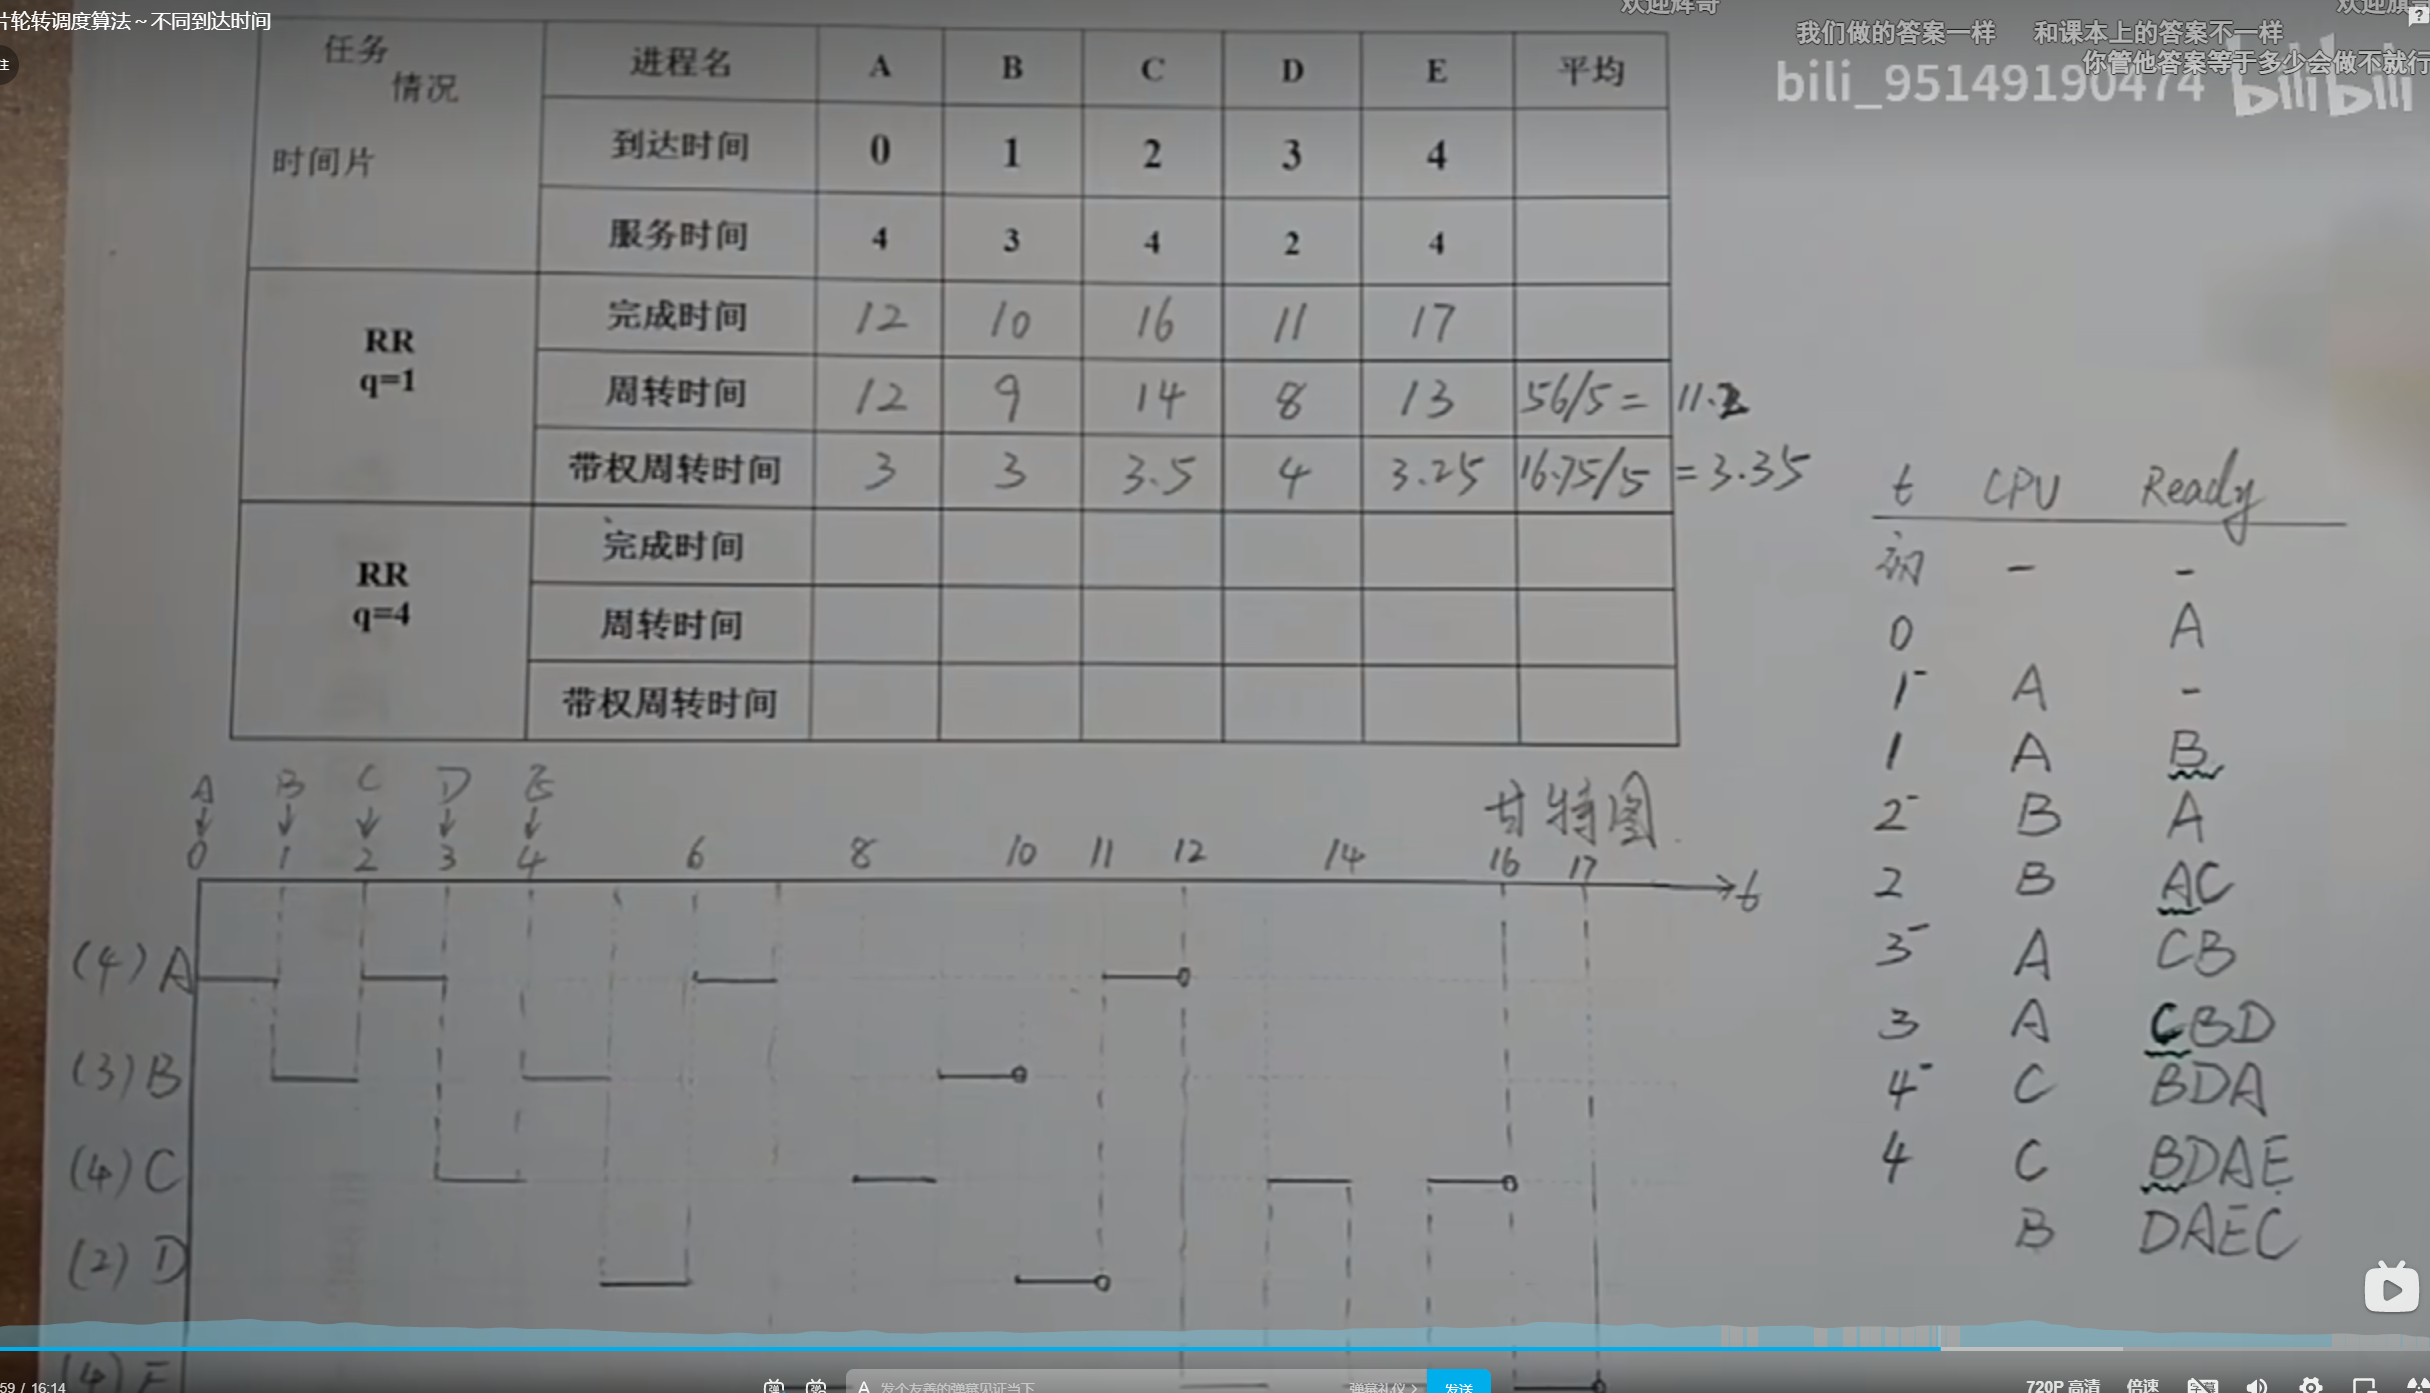 片轮转调度算法～不同到达时间
我们做的答案一样
和课本上的答案不一样
你管他答案等于多少会做不就行
bili_95149190474 bilibili
任务情况 进程名 A B C D E 平均
时间片 到达时间 0 1 2 3 4
服务时间 4 3 4 2 4
RR q=1 完成时间 12 10 16 11 17
周转时间 12 9 14 8 13 56/5 = 11.2
带权周转时间 3 3 3.5 4 3.25 16.75/5 = 3.35
RR q=4 完成时间
周转时间
带权周转时间
t CPU Ready
初 - -
0 A
1⁻ A -
1 A B
2⁻ B A
2 B AC
3⁻ A CB
3 A CBD
4⁻ C BDA
4 C BDAE
B DAEC
甘特图
A B C D E
0 1 2 3 4 6 8 10 11 12 14 16 17 t
(4) A
(3) B
(4) C
(2) D
(4) E
59 / 16:14
发个友善的弹幕见证当下
弹幕礼仪
发送
720P 高清
倍速